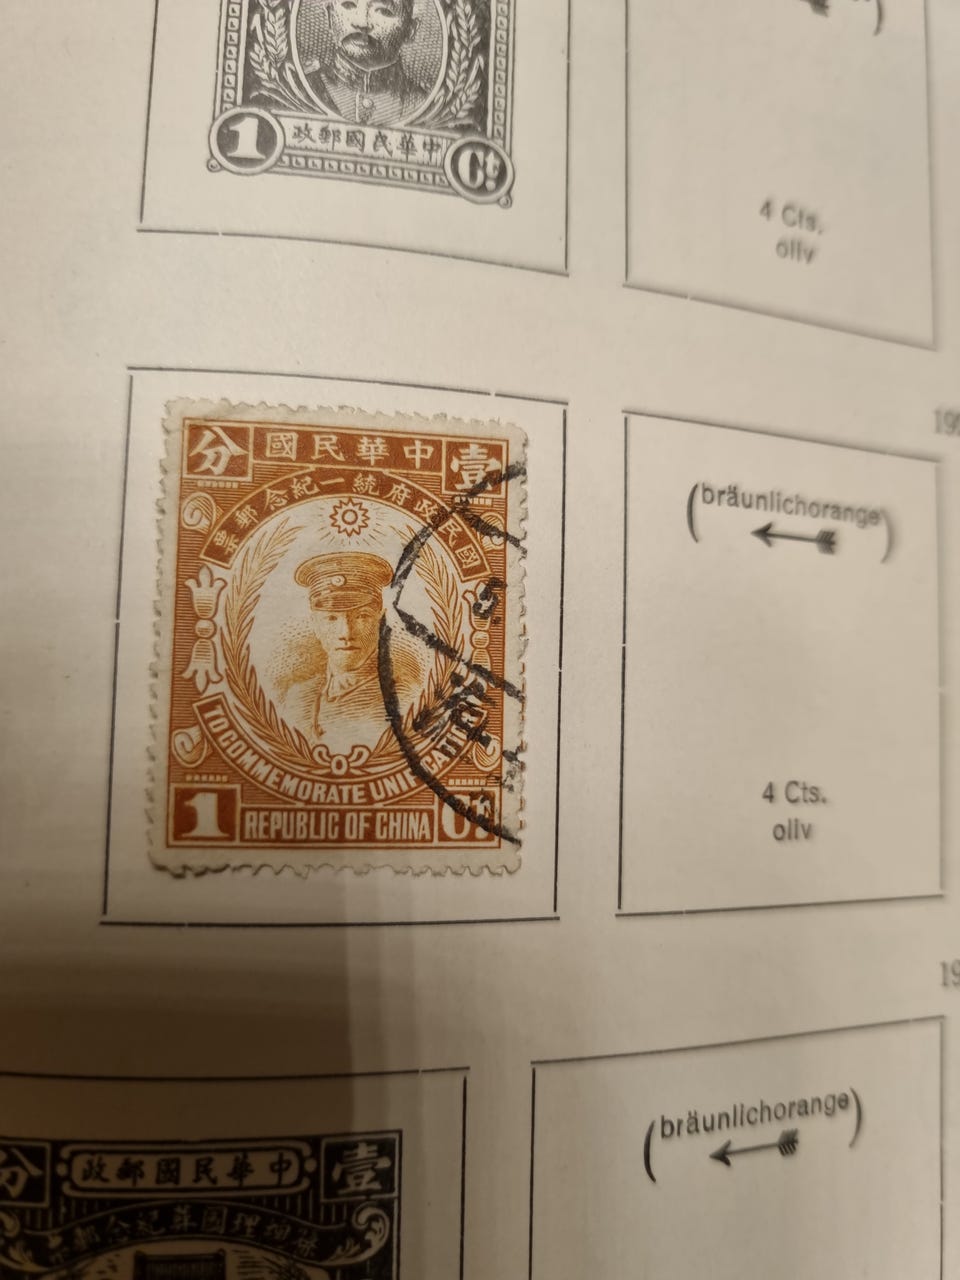 1 政郵國民華中 Ct.
4 Cts.
oliv
分 國民華中 壹
票郵念紀一統府政民國
TO COMMEMORATE UNIFICATION
1 REPUBLIC OF CHINA Ct.
(bräunlichorange)
4 Cts.
oliv
(bräunlichorange)
分 政郵國民華中 壹